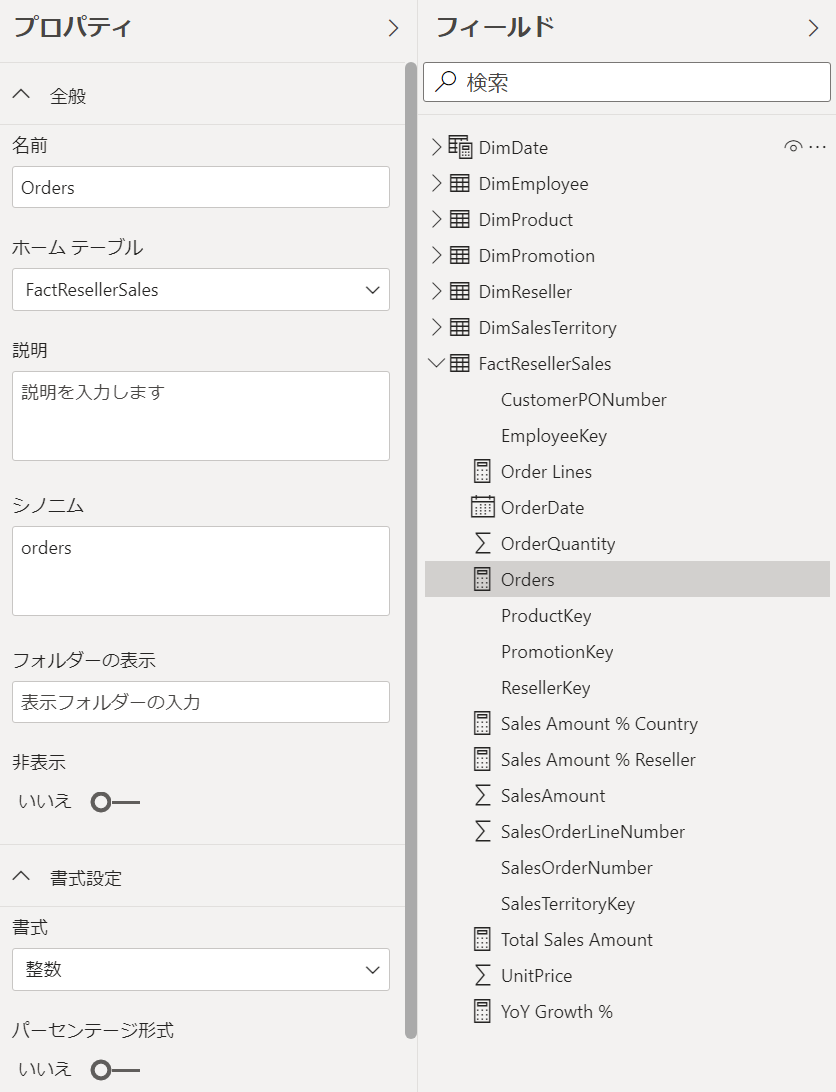 プロパティ
全般
名前
Orders
ホーム テーブル
FactResellerSales
説明
説明を入力します
シノニム
orders
フォルダーの表示
表示フォルダーの入力
非表示
いいえ
書式設定
書式
整数
パーセンテージ形式
いいえ
フィールド
検索
DimDate
DimEmployee
DimProduct
DimPromotion
DimReseller
DimSalesTerritory
FactResellerSales
CustomerPONumber
EmployeeKey
Order Lines
OrderDate
OrderQuantity
Orders
ProductKey
PromotionKey
ResellerKey
Sales Amount % Country
Sales Amount % Reseller
SalesAmount
SalesOrderLineNumber
SalesOrderNumber
SalesTerritoryKey
Total Sales Amount
UnitPrice
YoY Growth %